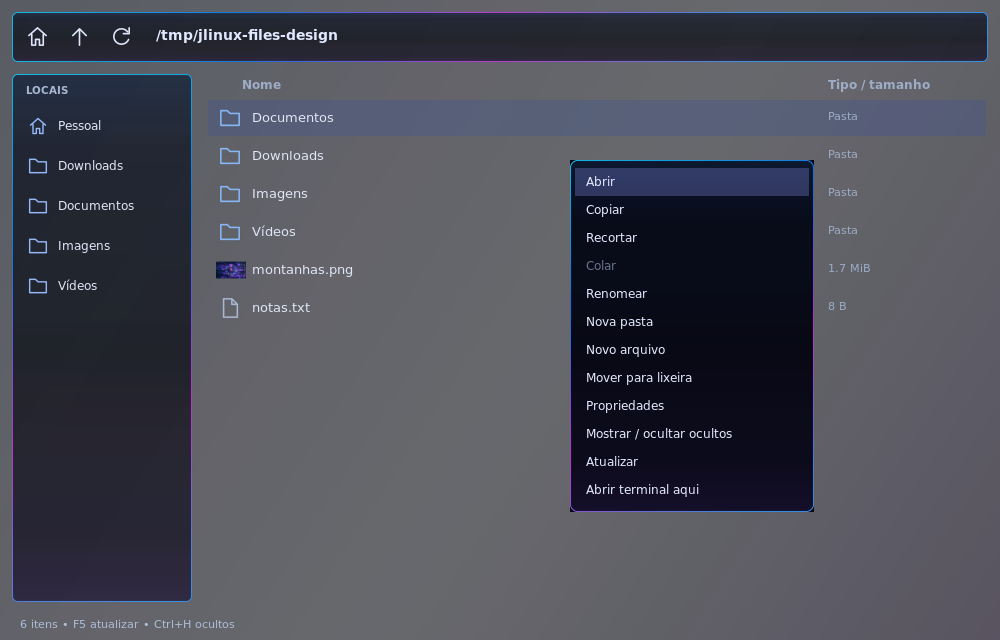 /tmp/jlinux-files-design
LOCAIS
Pessoal
Downloads
Documentos
Imagens
Vídeos
Nome Tipo / tamanho
Documentos Pasta
Downloads Pasta
Imagens Pasta
Vídeos Pasta
montanhas.png 1.7 MiB
notas.txt 8 B
Abrir
Copiar
Recortar
Colar
Renomear
Nova pasta
Novo arquivo
Mover para lixeira
Propriedades
Mostrar / ocultar ocultos
Atualizar
Abrir terminal aqui
6 itens • F5 atualizar • Ctrl+H ocultos